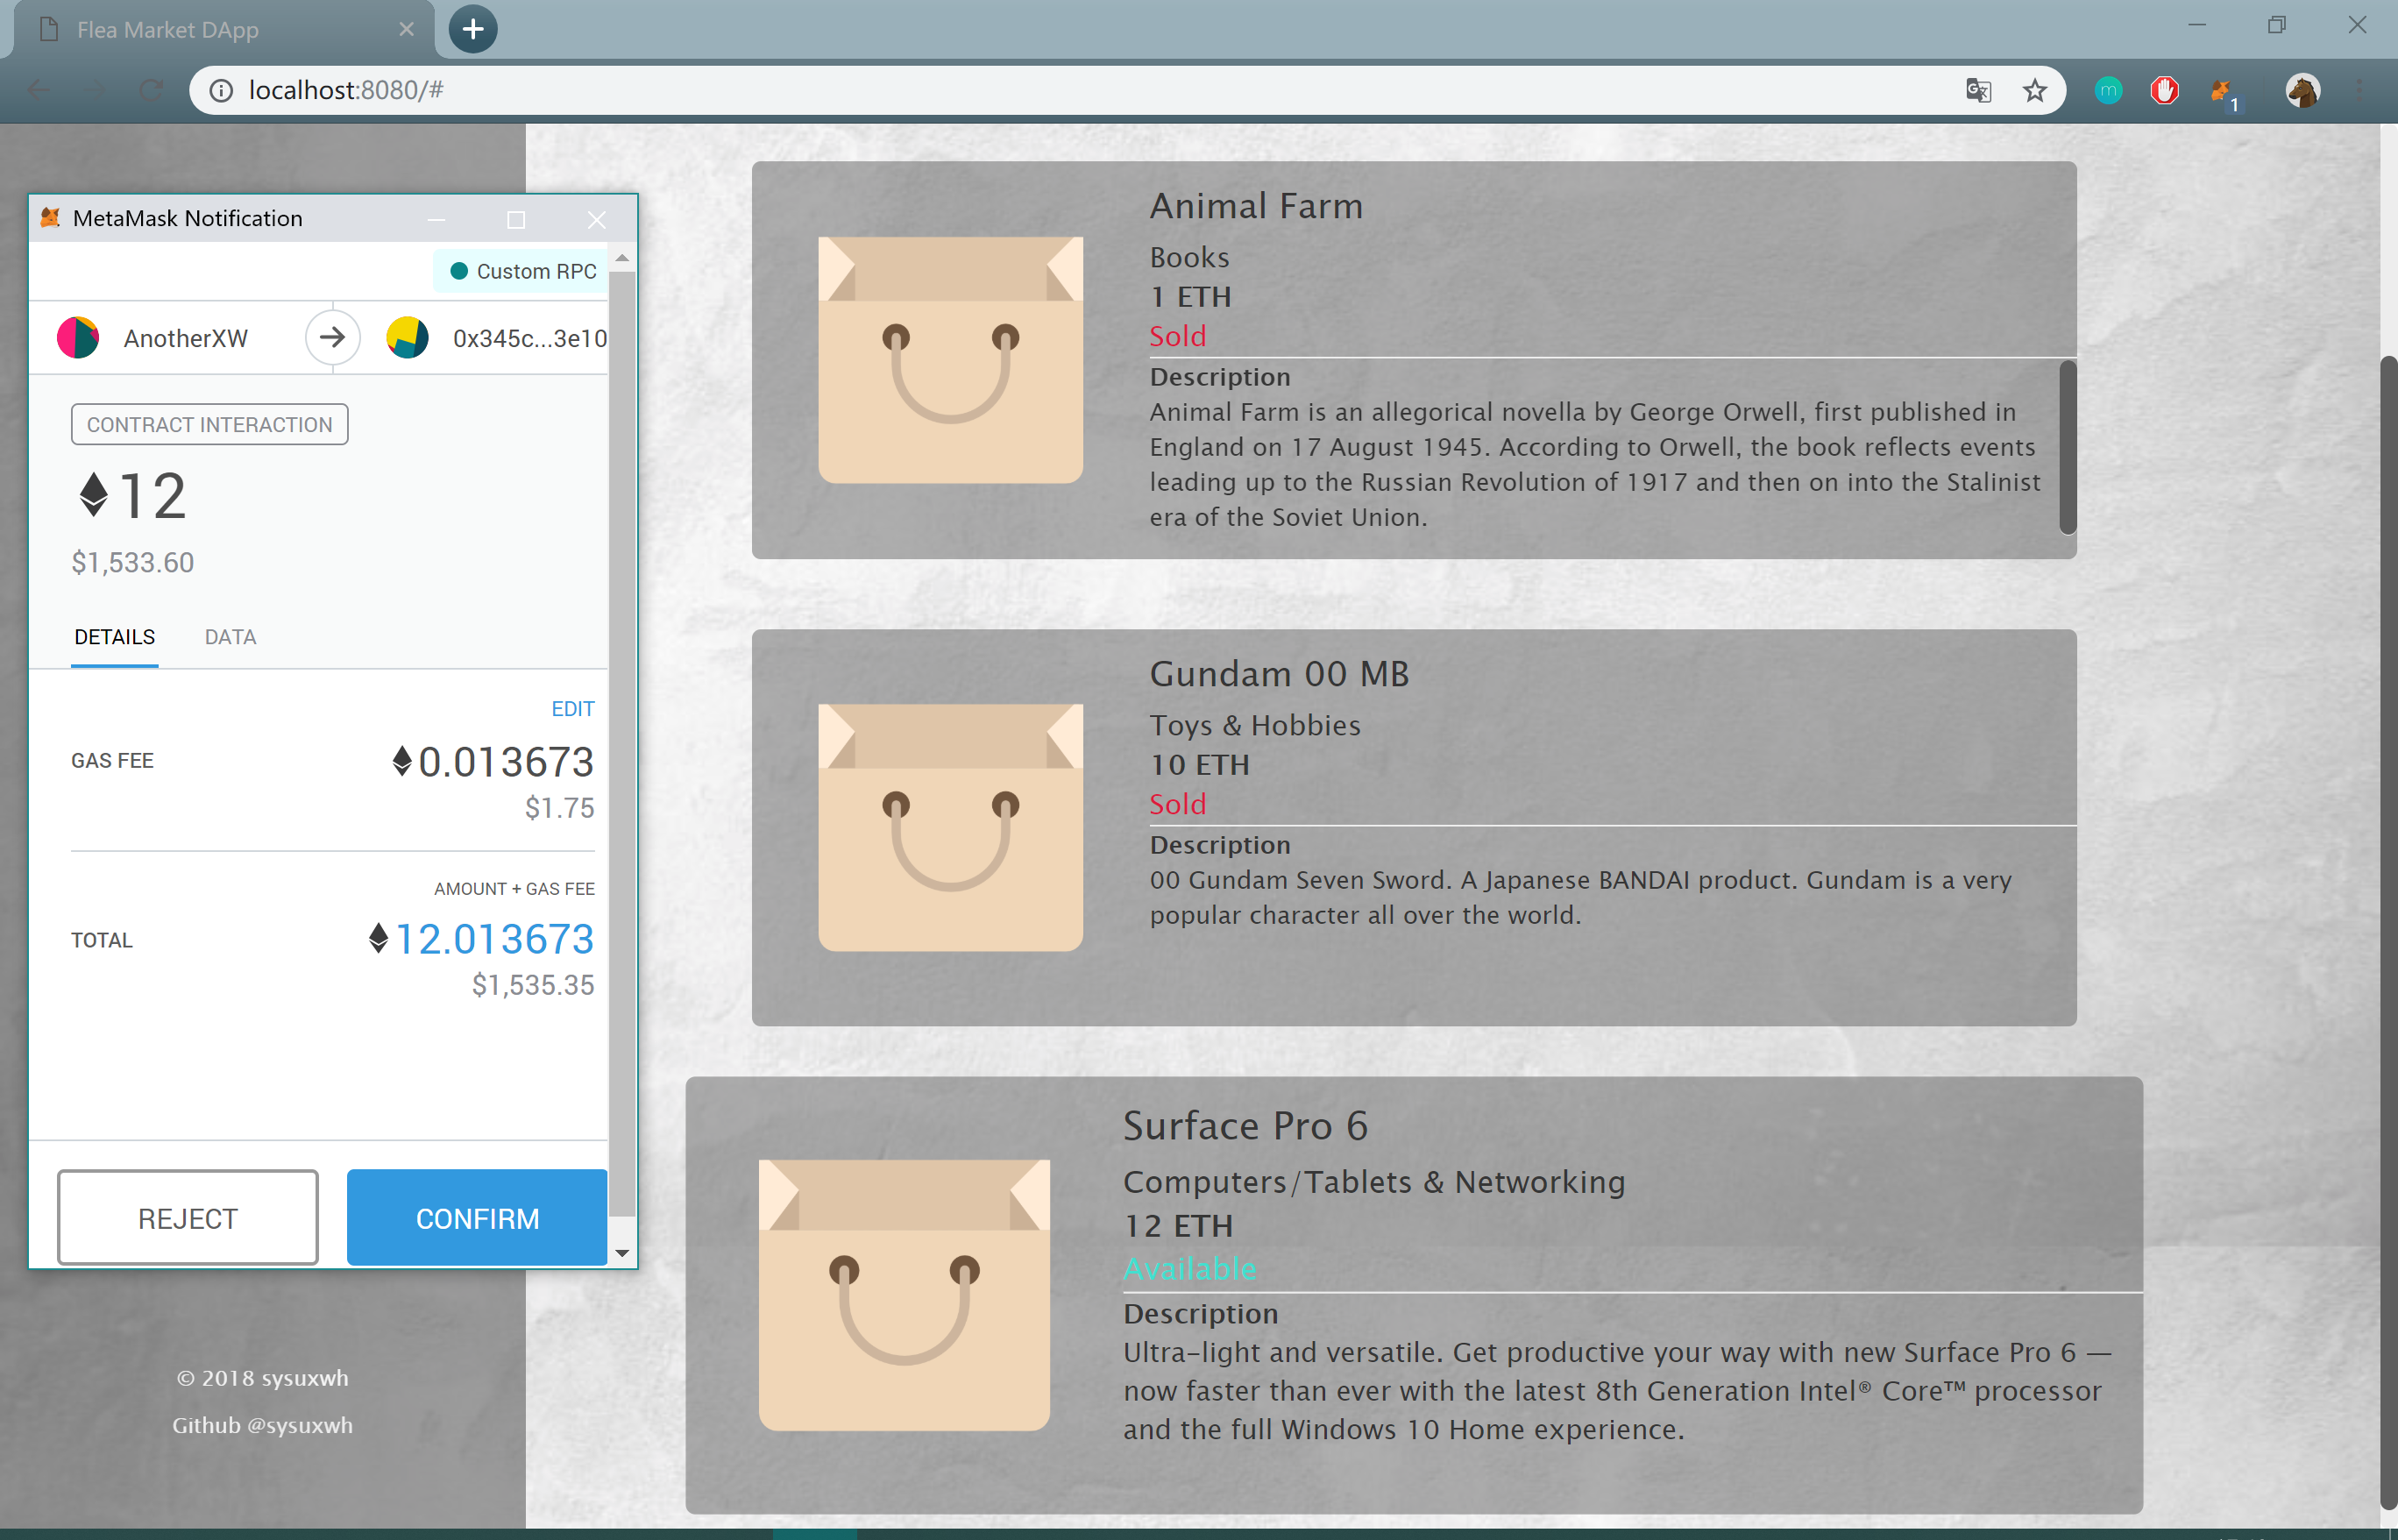 Flea Market DApp
localhost:8080/#
1
MetaMask Notification
Custom RPC
AnotherXW
0x345c...3e10
CONTRACT INTERACTION
12
$1,533.60
DETAILS DATA
EDIT
GAS FEE
0.013673
$1.75
AMOUNT + GAS FEE
TOTAL
12.013673
$1,535.35
REJECT
CONFIRM
© 2018 sysuxwh
Github @sysuxwh
Animal Farm
Books
1 ETH
Sold
Description
Animal Farm is an allegorical novella by George Orwell, first published in
England on 17 August 1945. According to Orwell, the book reflects events
leading up to the Russian Revolution of 1917 and then on into the Stalinist
era of the Soviet Union.
Gundam 00 MB
Toys & Hobbies
10 ETH
Sold
Description
00 Gundam Seven Sword. A Japanese BANDAI product. Gundam is a very
popular character all over the world.
Surface Pro 6
Computers/Tablets & Networking
12 ETH
Available
Description
Ultra-light and versatile. Get productive your way with new Surface Pro 6 —
now faster than ever with the latest 8th Generation Intel® Core™ processor
and the full Windows 10 Home experience.